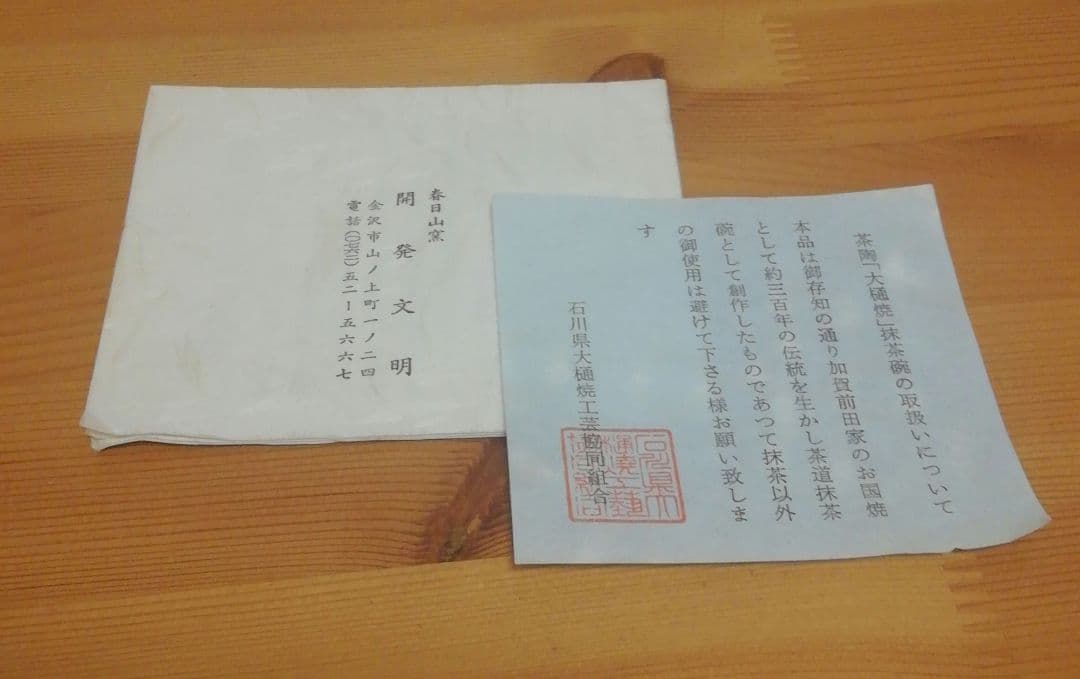 春日山窯
開発文明
金沢市山ノ上町一ノ二四
電話(〇七六二)五二ー五六六七
茶陶「大樋焼」抹茶碗の取扱いについて
本品は御存知の通り加賀前田家のお国焼
として約三百年の伝統を生かし茶道抹茶
碗として創作したものであつて抹茶以外
の御使用は避けて下さる様お願い致しま
す
石川県大樋焼工芸協同組合